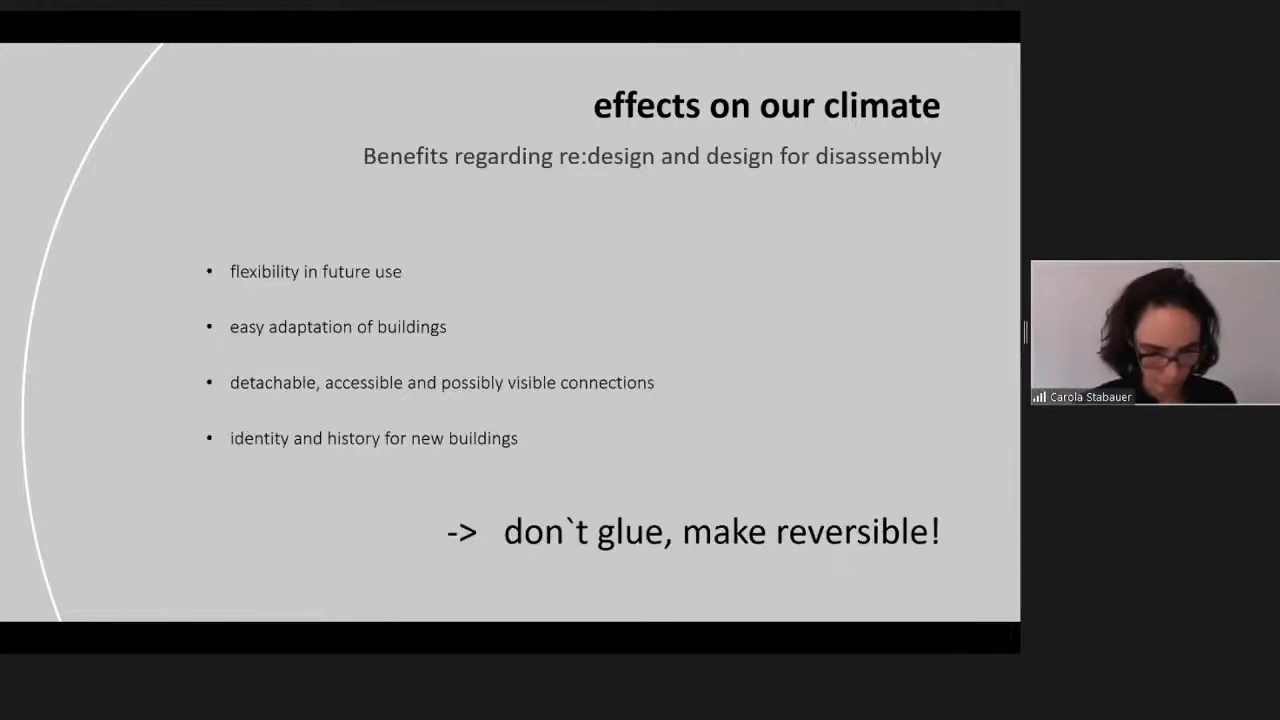 effects on our climate
Benefits regarding re:design and design for disassembly
• flexibility in future use
• easy adaptation of buildings
• detachable, accessible and possibly visible connections
• identity and history for new buildings
-> don`t glue, make reversible!
Carola Stabauer